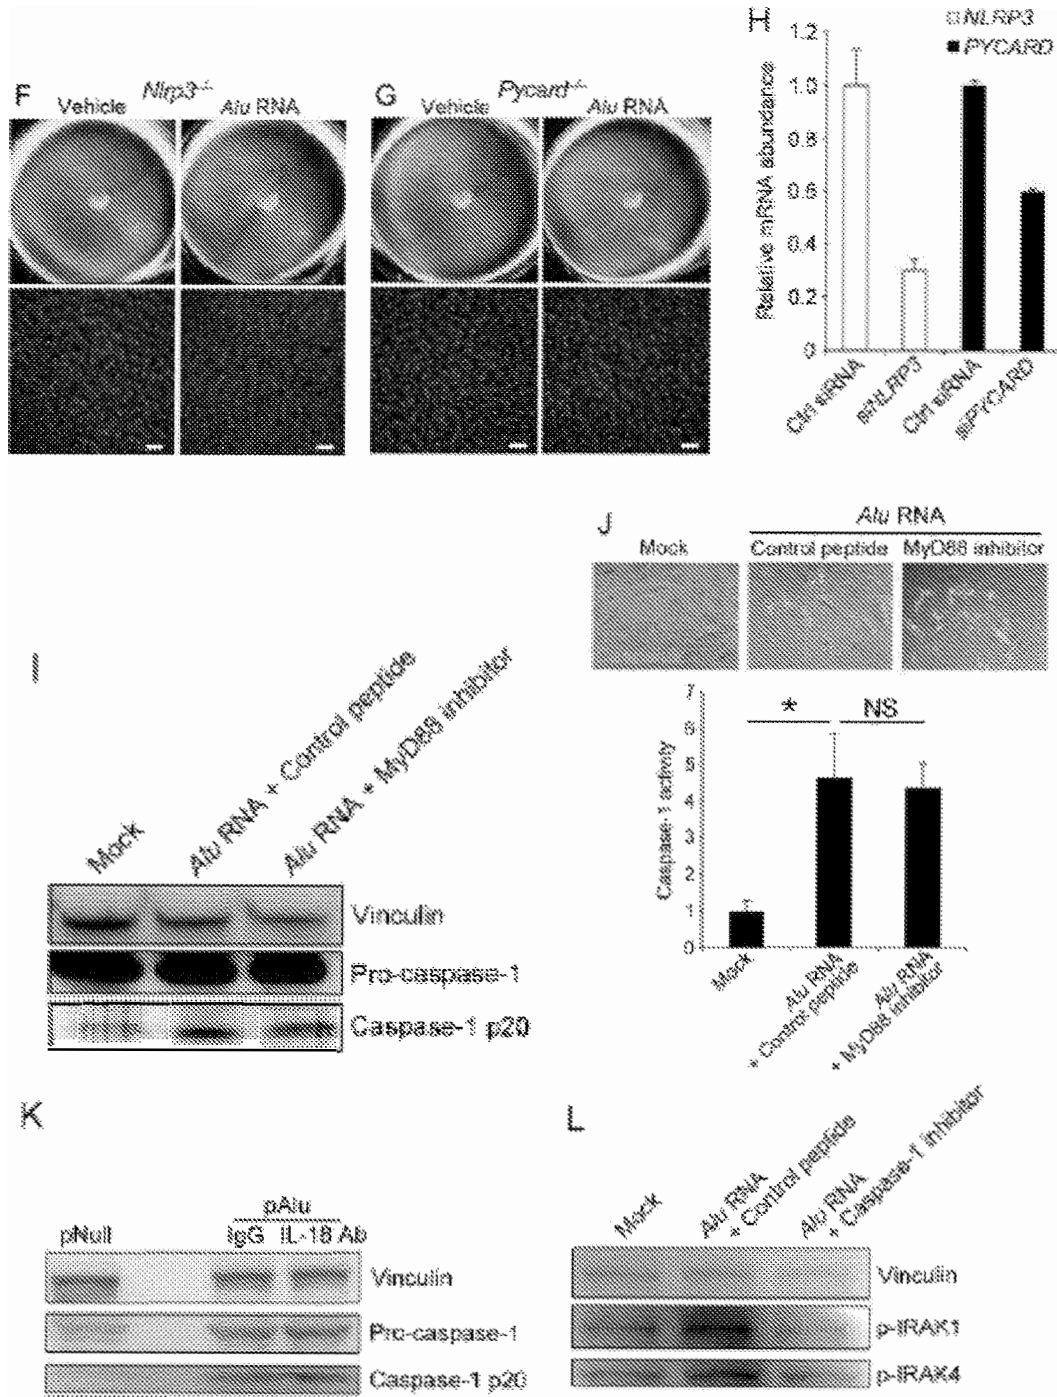 F
Nlrp3-/-
Vehicle
Alu RNA
G
Pycard-/-
Vehicle
Alu RNA
H
NLRP3
PYCARD
Relative mRNA abundance
1.2
1.0
0.8
0.6
0.4
0.2
0
Ctrl siRNA
siNLRP3
Ctrl siRNA
siPYCARD
I
Mock
Alu RNA + Control peptide
Alu RNA + MyD88 inhibitor
Vinculin
Pro-caspase-1
Caspase-1 p20
J
Alu RNA
Mock
Control peptide
MyD88 inhibitor
Caspase-1 activity
7
6
5
4
3
2
1
0
*
NS
Mock
Alu RNA
+ Control peptide
Alu RNA
+ MyD88 inhibitor
K
pNull
pAlu
IgG
IL-18 Ab
Vinculin
Pro-caspase-1
Caspase-1 p20
L
Mock
Alu RNA
+ Control peptide
Alu RNA
+ Caspase-1 inhibitor
Vinculin
p-IRAK1
p-IRAK4